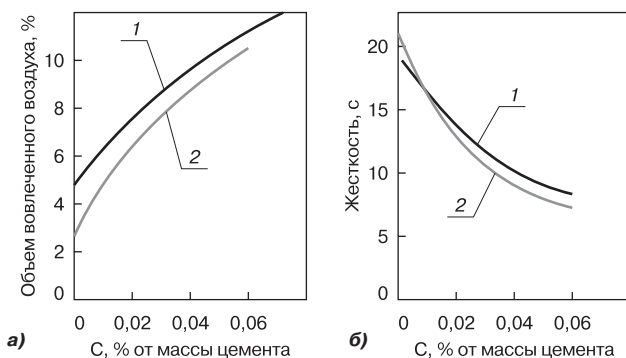 Объем вовлеченного воздуха, %
10
8
6
4
2%
0
1
2
0 0,02 0,04 0,06
С, % от массы цемента
а)
Жесткость, с
20
15
10
5
0
1
2
0 0,02 0,04 0,06
С, % от массы цемента
б)